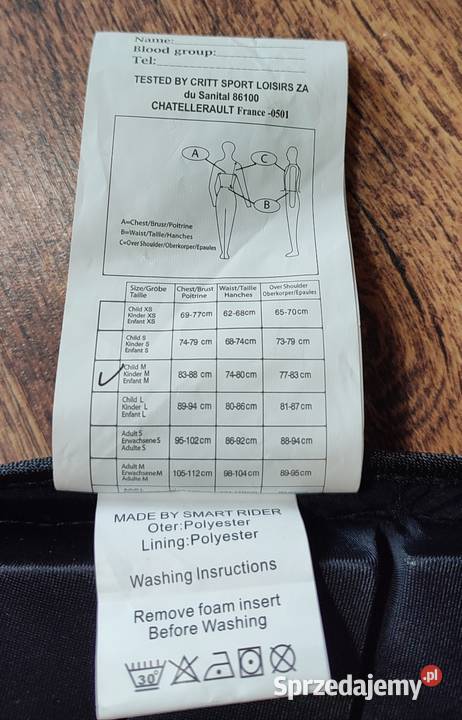 Name:
Blood group:
Tel:
TESTED BY CRITT SPORT LOISIRS ZA
du Sanital 86100
CHATELLERAULT France -0501
A
C
B
A=Chest/Brusr/Poitrine
B=Waist/Taille/Hanches
C=Over Shoulder/Oberkorper/Epaules
Size/Gröbe Taille Chest/Brust Poitrine Waist/Taille Hanches Over Shoulder Oberkorper/Epaules
Child XS Kinder XS Enfant XS 69-77cm 62-68cm 65-70cm
Child S Kinder S Enfant S 74-79 cm 68-74cm 73-79 cm
Child M Kinder M Enfant M 83-88 cm 74-80cm 77-83 cm
Child L Kinder L Enfant L 89-94 cm 80-86cm 81-87 cm
Adult S Erwachsene S Adulte S 95-102cm 86-92cm 88-94cm
Adult M Erwachsene M Adulte M 105-112cm 98-104cm 89-95cm
MADE BY SMART RIDER
Oter:Polyester
Lining:Polyester
Washing Insructions
Remove foam insert
Before Washing
30°
Sprzedajemy.pl